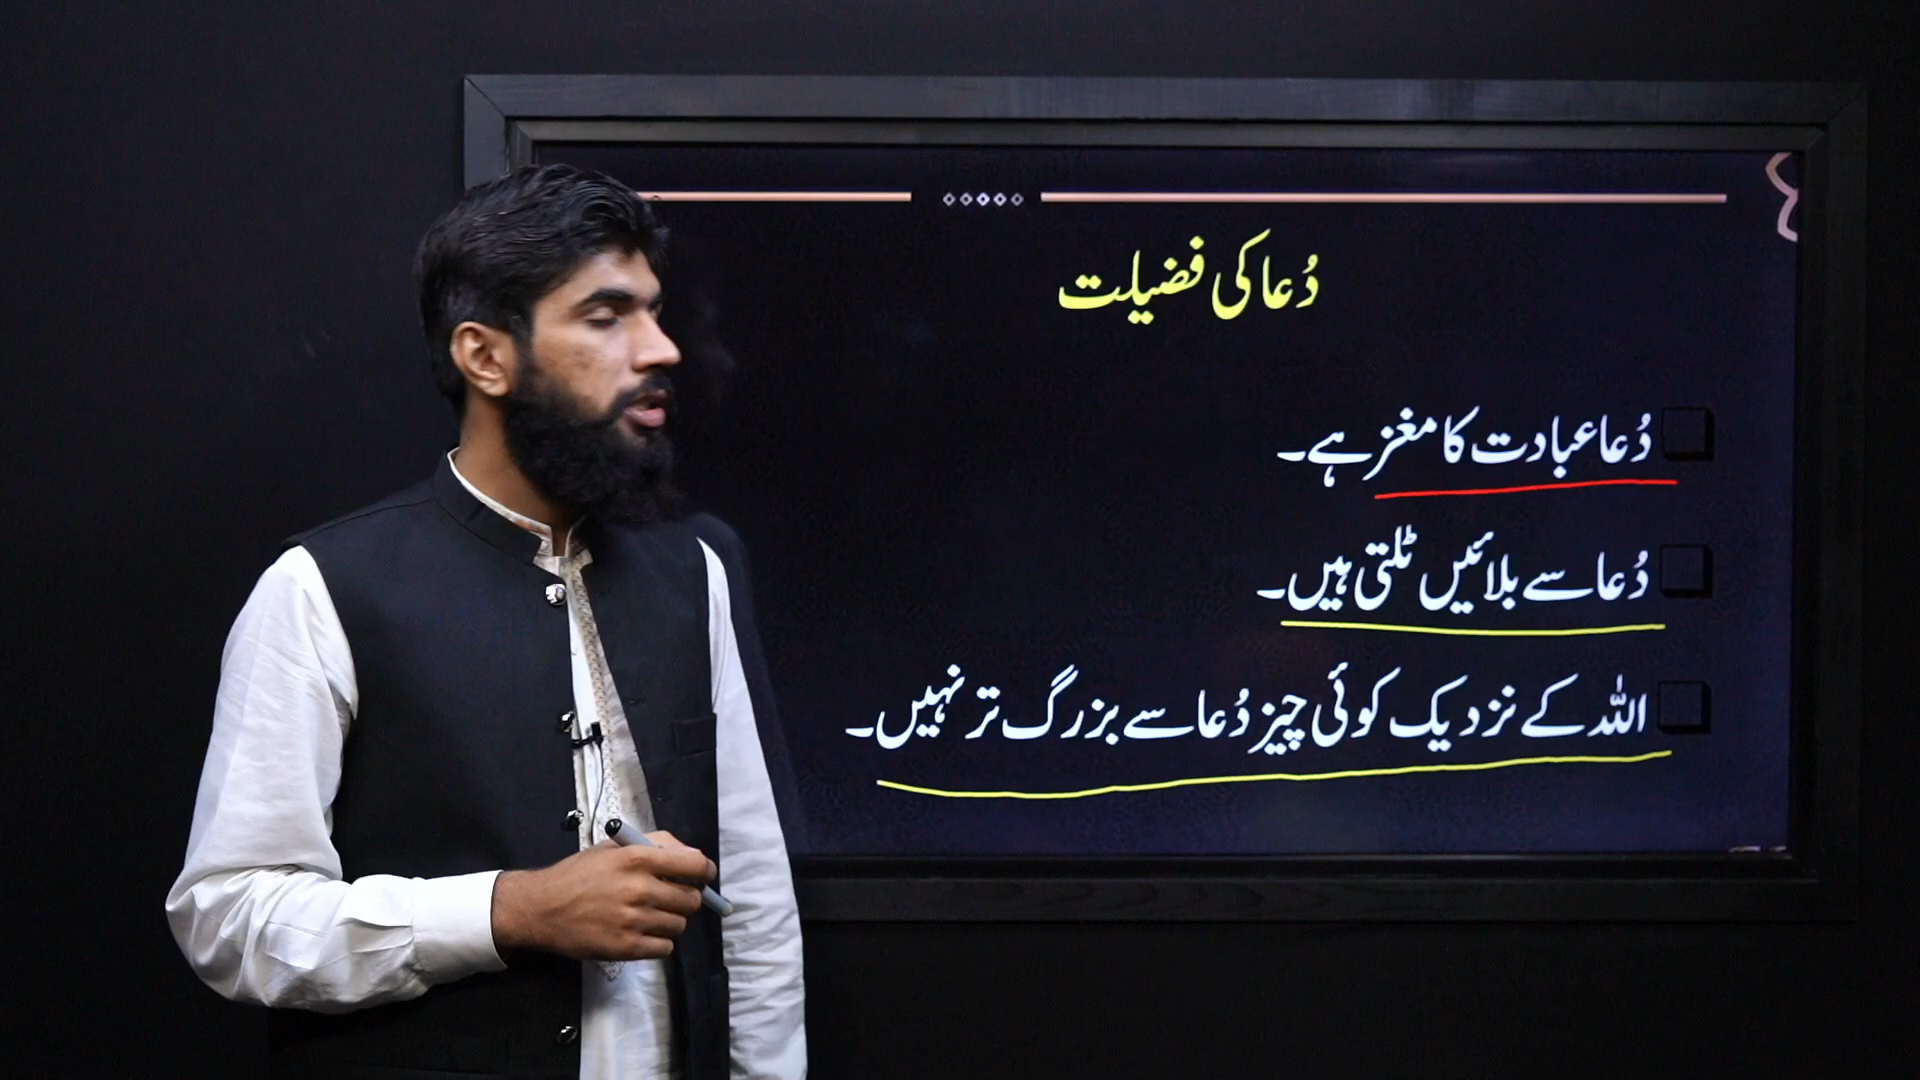 دُعا کی فضیلت
دُعا عبادت کا مغز ہے۔
دُعا سے بلائیں ٹلتی ہیں۔
اللہ کے نزدیک کوئی چیز دُعا سے بزرگ تر نہیں۔